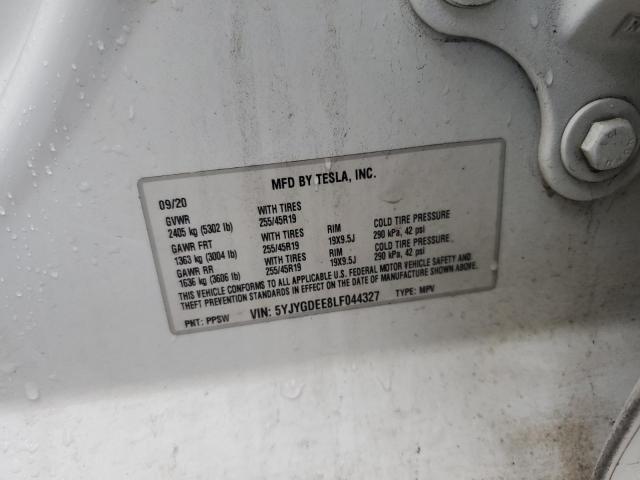 MFD BY TESLA, INC.
09/20
GVWR WITH TIRES
2405 kg (5302 lb) 255/45R19 RIM COLD TIRE PRESSURE
GAWR FRT WITH TIRES 19X9.5J 290 kPa, 42 psi
1363 kg (3004 lb) 255/45R19 RIM COLD TIRE PRESSURE
GAWR RR WITH TIRES 19X9.5J 290 kPa, 42 psi
1636 kg (3606 lb) 255/45R19
THIS VEHICLE CONFORMS TO ALL APPLICABLE U.S. FEDERAL MOTOR VEHICLE SAFETY AND
THEFT PREVENTION STANDARDS IN EFFECT ON THE DATE OF MANUFACTURE SHOWN ABOVE.
PNT: PPSW VIN: 5YJYGDEE8LF044327 TYPE: MPV